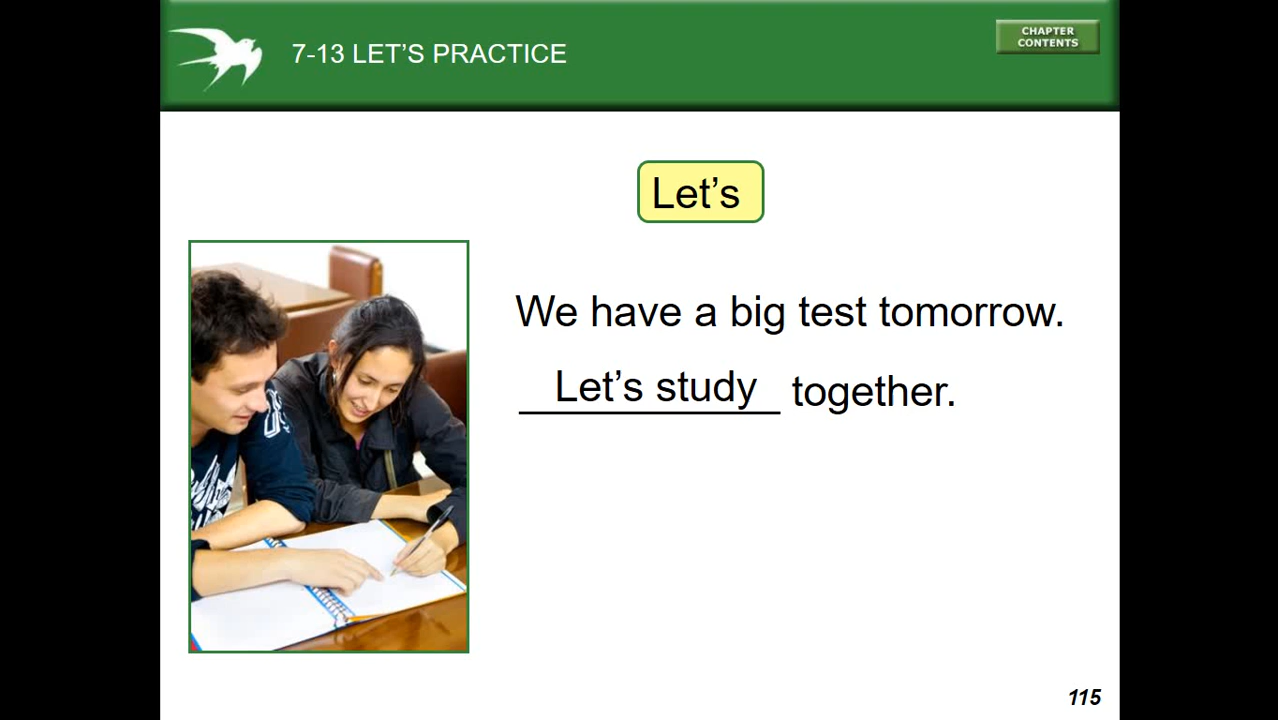 7-13 LET’S PRACTICE
CHAPTER
CONTENTS
Let’s
We have a big test tomorrow.
Let’s study together.
115